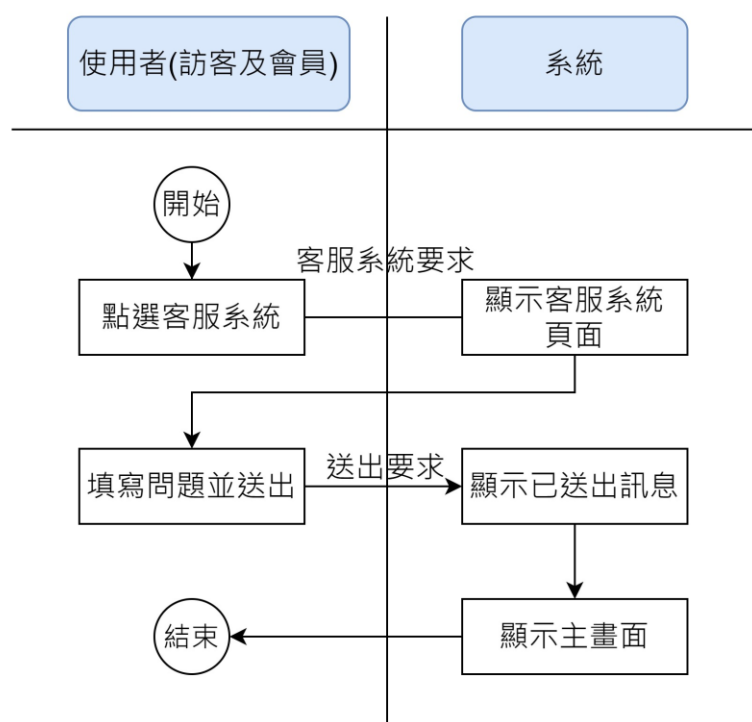 使用者(訪客及會員)
系統
開始
客服系統要求
點選客服系統
顯示客服系統
頁面
填寫問題並送出
送出要求
顯示已送出訊息
結束
顯示主畫面